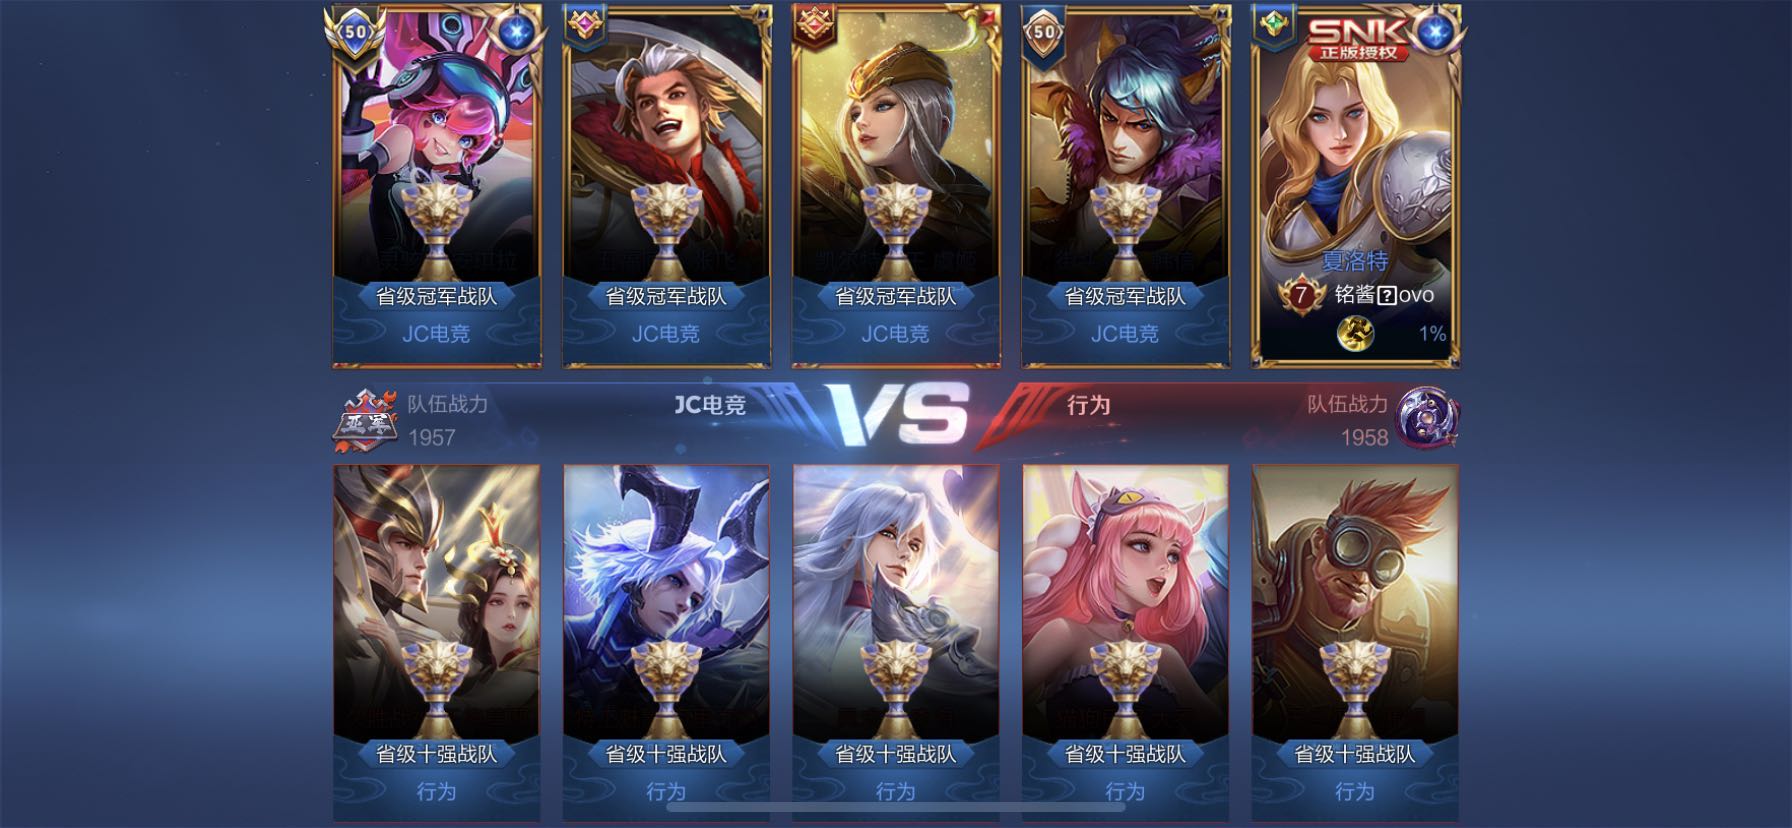 50
50
SNK
正版授权
夏洛特
7 铭酱?ovo
1%
省级冠军战队
JC电竞
省级冠军战队
JC电竞
省级冠军战队
JC电竞
省级冠军战队
JC电竞
亚军
队伍战力
1957
JC电竞
VS
行为
队伍战力
1958
省级十强战队
行为
省级十强战队
行为
省级十强战队
行为
省级十强战队
行为
省级十强战队
行为